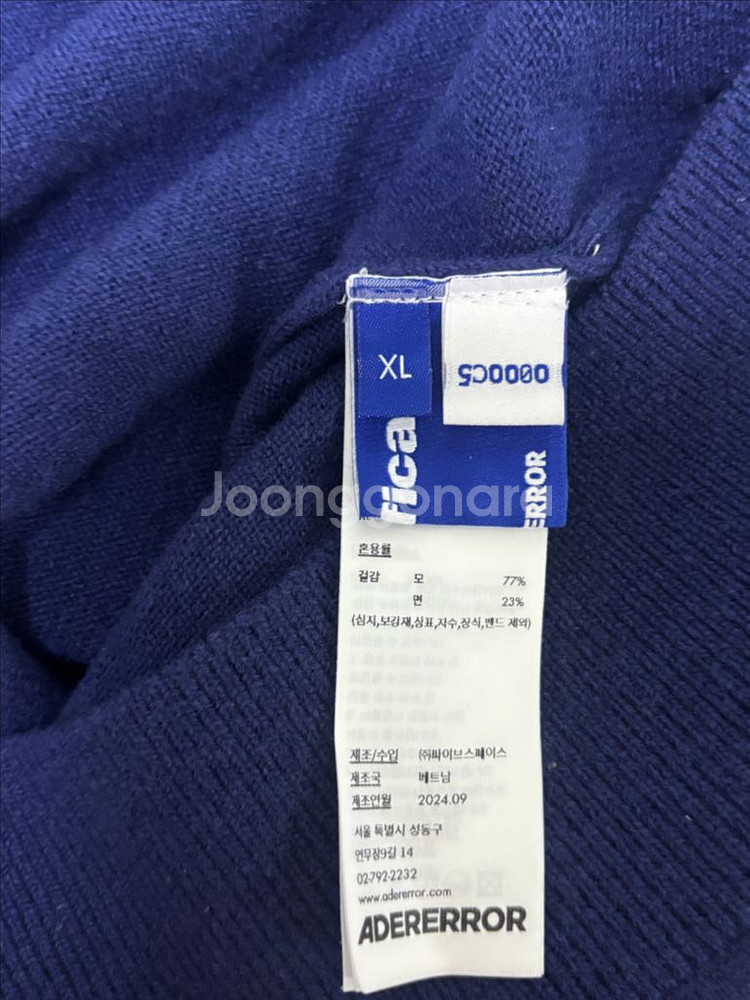 XL
0000C5
fica
ERROR
Joonggonara
혼용률
겉감 모 77%
면 23%
(심지,보강재,상표,자수,장식,밴드 제외)
제조/수입 ㈜파이브스페이스
제조국 베트남
제조연월 2024.09
서울 특별시 성동구
연무장9길 14
02-792-2232
www.adererror.com
ADERERROR